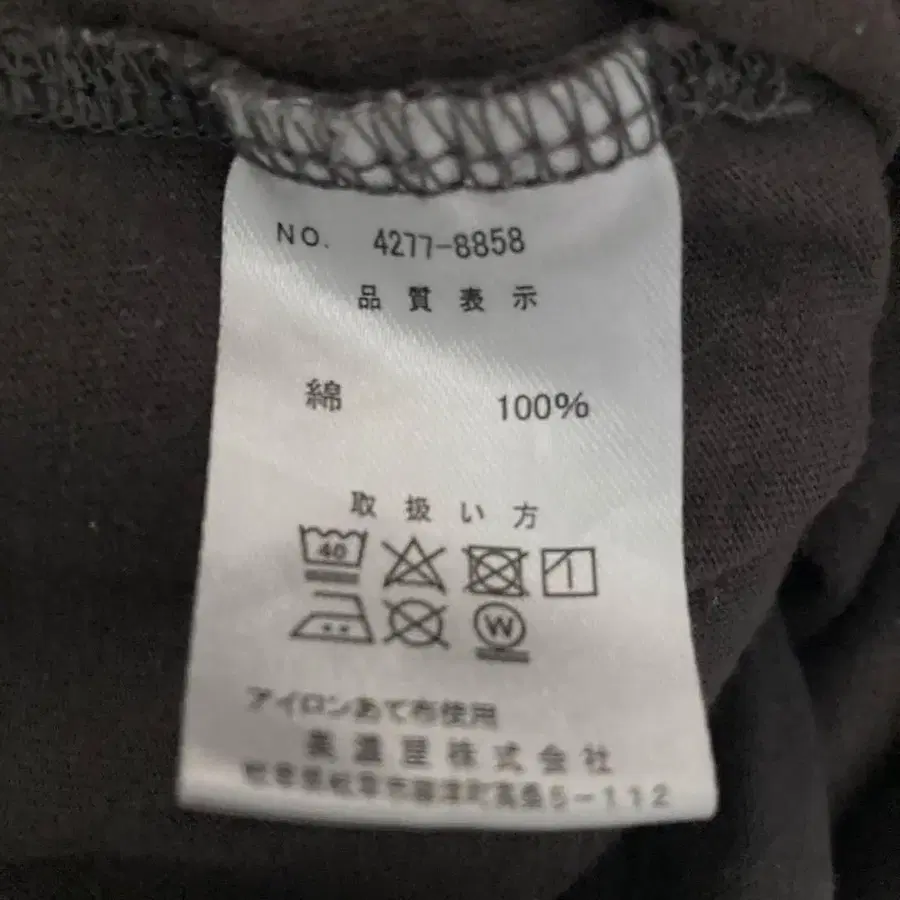 NO. 4277-8858
品質表示
綿 100%
取扱い方
40
W
アイロンあて布使用
美濃屋株式会社
5-112